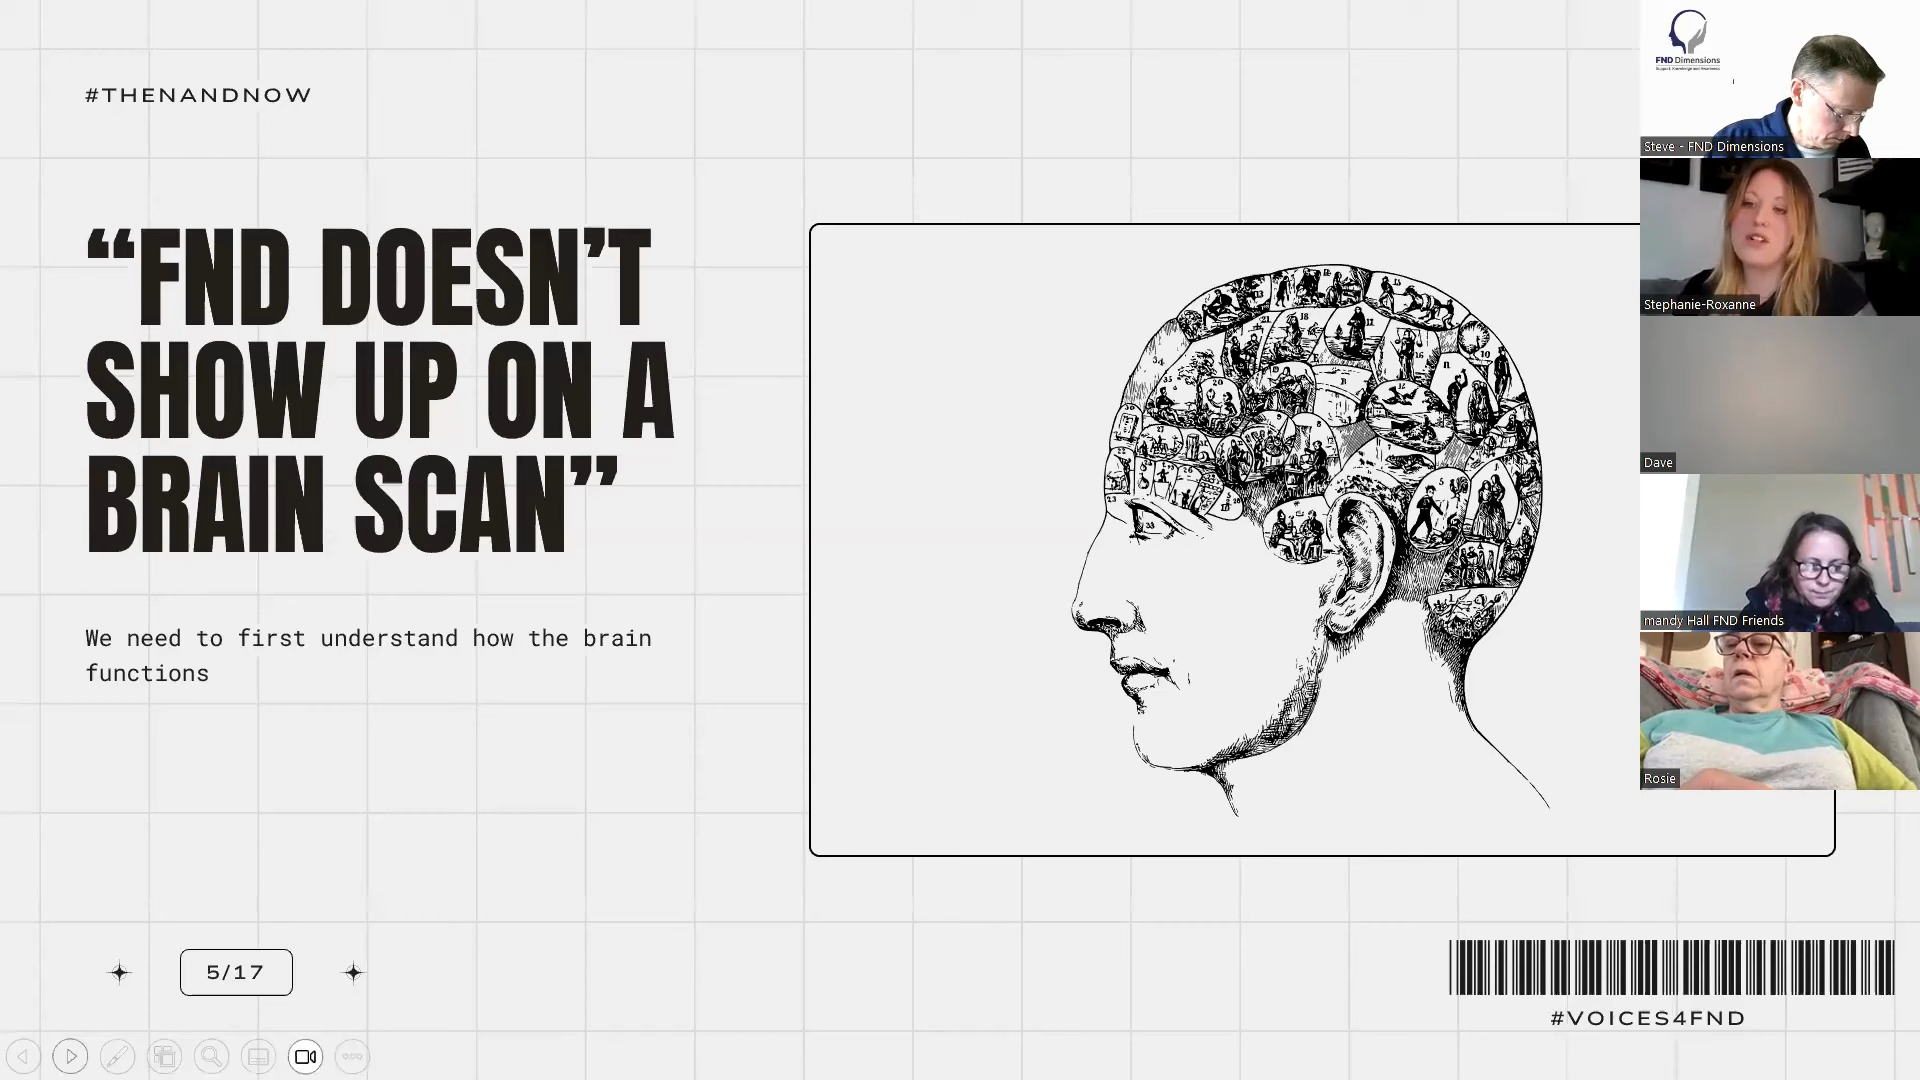 #THENANDNOW
“FND DOESN’T
SHOW UP ON A
BRAIN SCAN”
We need to first understand how the brain
functions
5/17
#VOICES4FND
FND Dimensions
Steve - FND Dimensions
Stephanie-Roxanne
Dave
mandy Hall FND Friends
Rosie